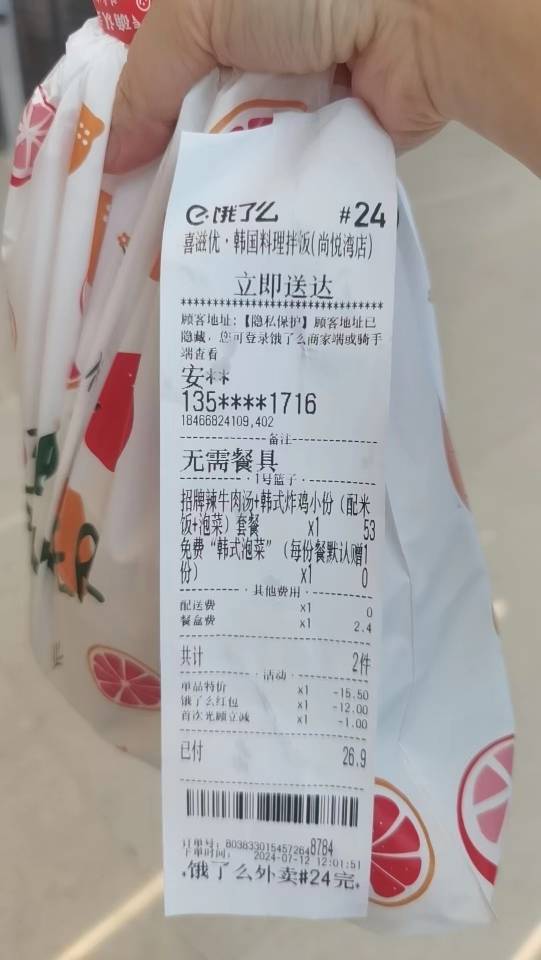 确认
饿了么 #24
喜滋优·韩国料理拌饭(尚悦湾店)
立即送达
********************************
顾客地址:【隐私保护】顾客地址已
隐藏，您可登录饿了么商家端或骑手
端查看
安**
135****1716
18466824109,402
备注
无需餐具
1号篮子
招牌辣牛肉汤+韩式炸鸡小份（配米
饭+泡菜）套餐 x1 53
免费“韩式泡菜”（每份餐默认赠1
份） x1 0
其他费用
配送费 x1 0
餐盒费 x1 2.4
共计 2件
活动
单品特价 x1 -15.50
饿了么红包 x1 -12.00
首次光顾立减 x1 -1.00
已付 26.9
订单号: 8038330154572648784
下单时间: 2024-07-12 12:01:51
饿了么外卖#24完